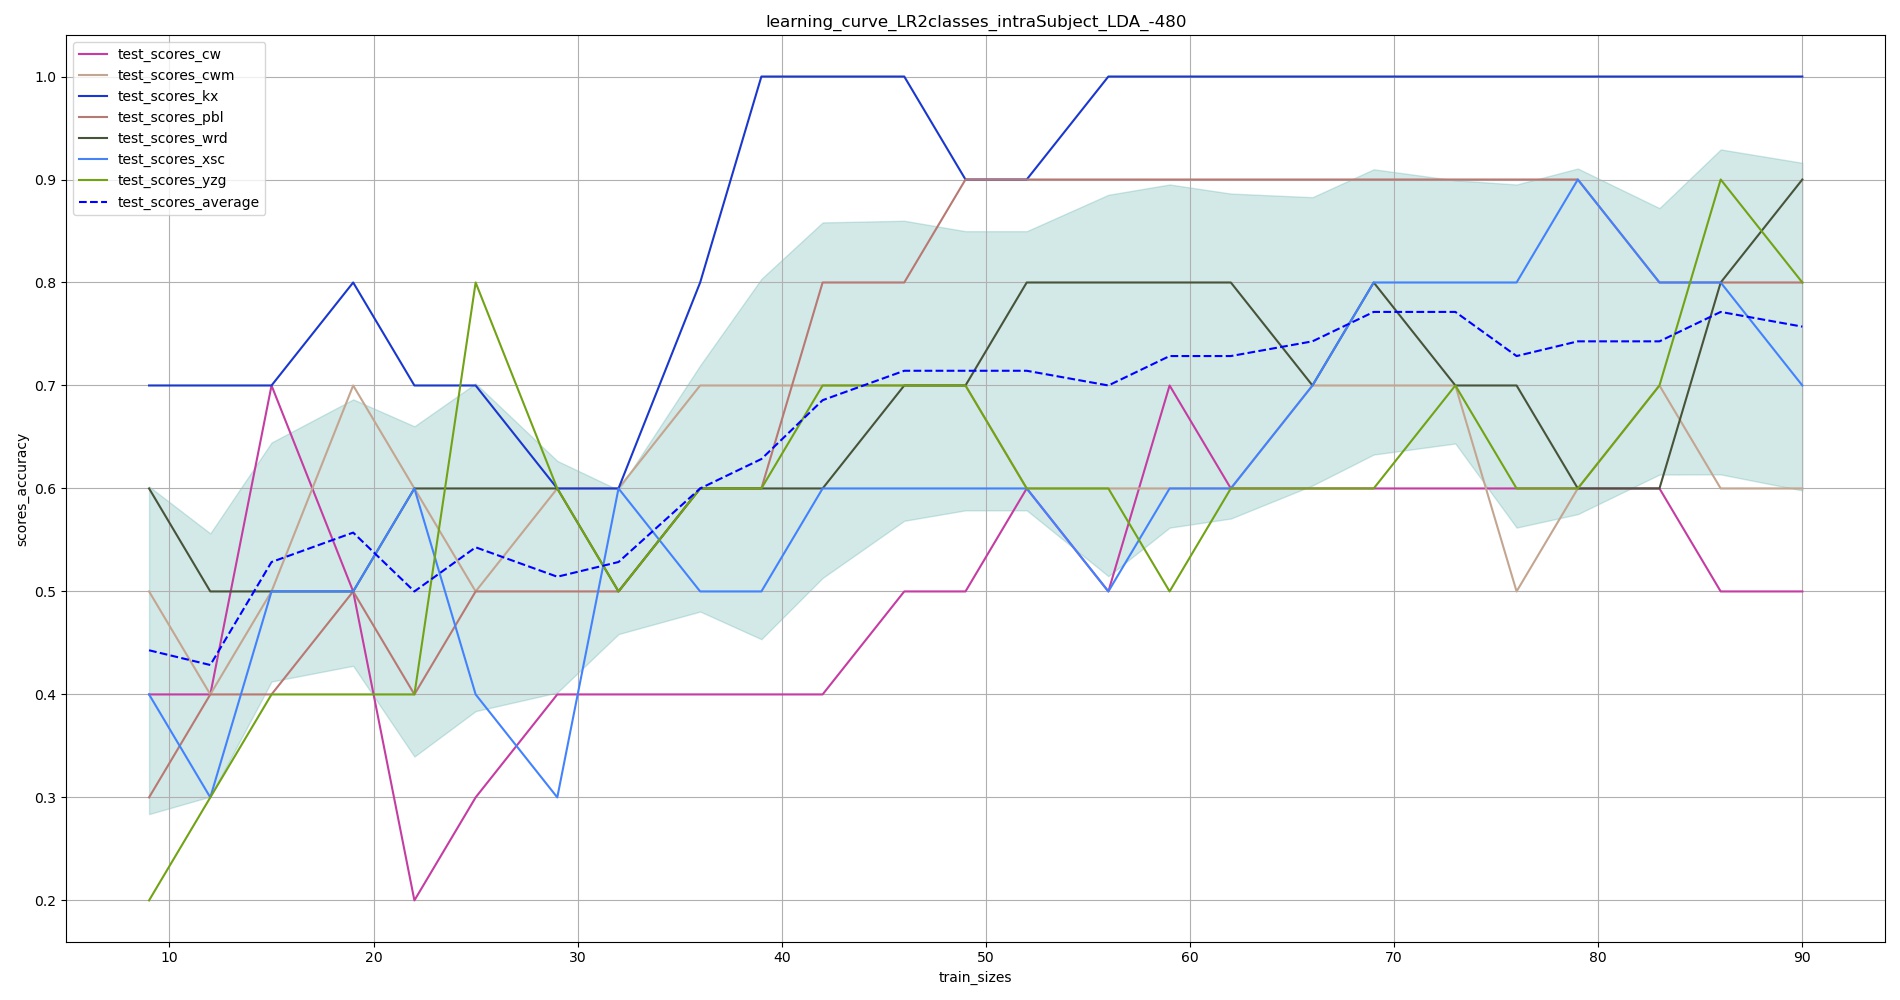 learning_curve_LR2classes_intraSubject_LDA_-480
test_scores_cw
test_scores_cwm
test_scores_kx
test_scores_pbl
test_scores_wrd
test_scores_xsc
test_scores_yzg
test_scores_average
scores_accuracy
1.0
0.9
0.8
0.7
0.6
0.5
0.4
0.3
0.2
10 20 30 40 50 60 70 80 90
train_sizes